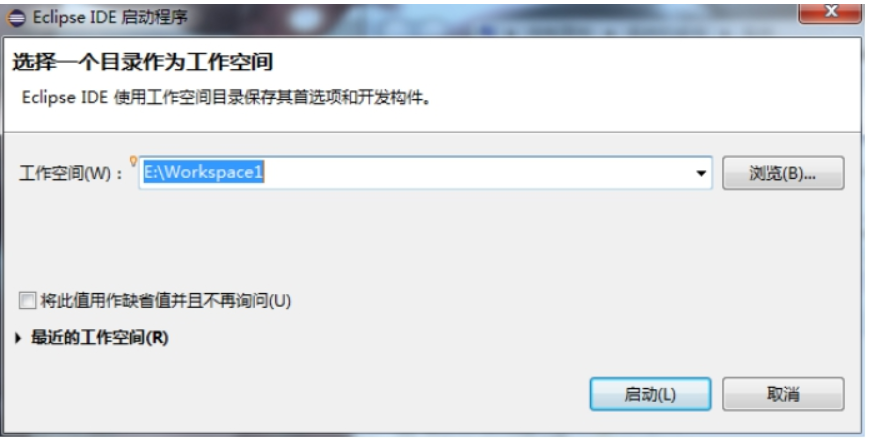 Eclipse IDE 启动程序
选择一个目录作为工作空间
Eclipse IDE 使用工作空间目录保存其首选项和开发构件。
工作空间(W)： E:\Workspace1 浏览(B)...
将此值用作缺省值并且不再询问(U)
最近的工作空间(R)
启动(L) 取消